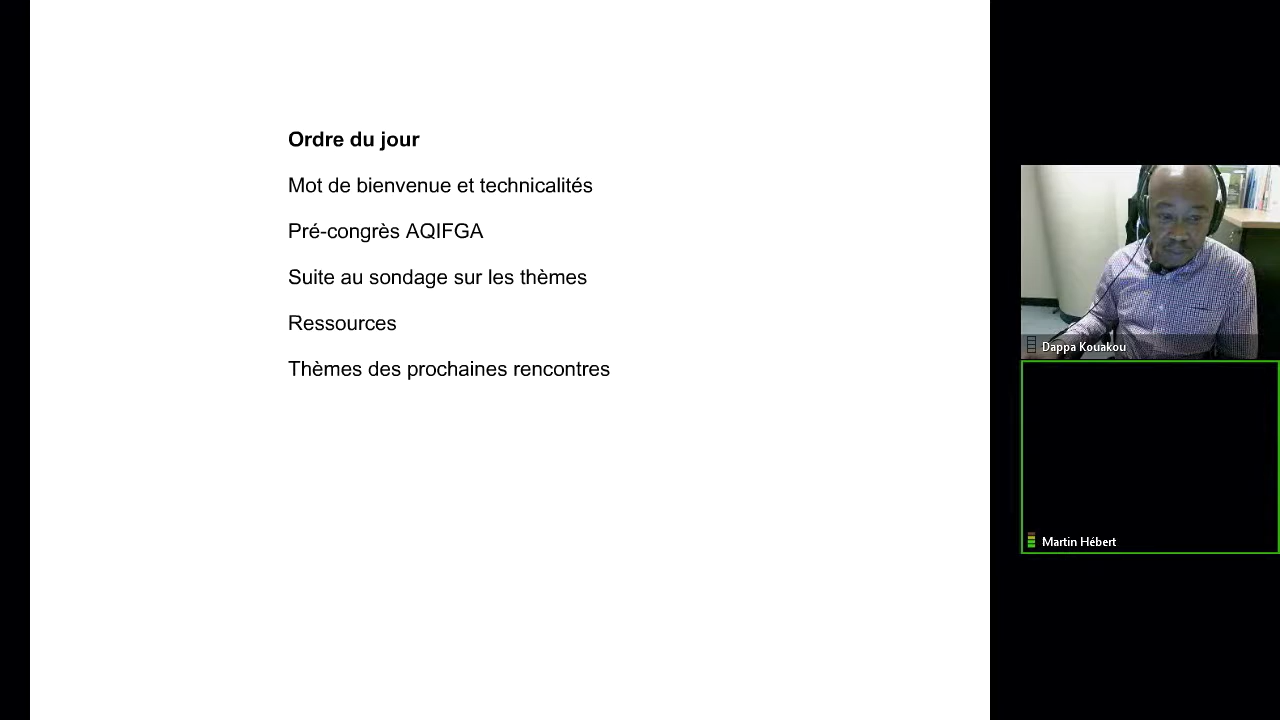 Ordre du jour
Mot de bienvenue et technicalités
Pré-congrès AQIFGA
Suite au sondage sur les thèmes
Ressources
Thèmes des prochaines rencontres
Dappa Kouakou
Martin Hébert